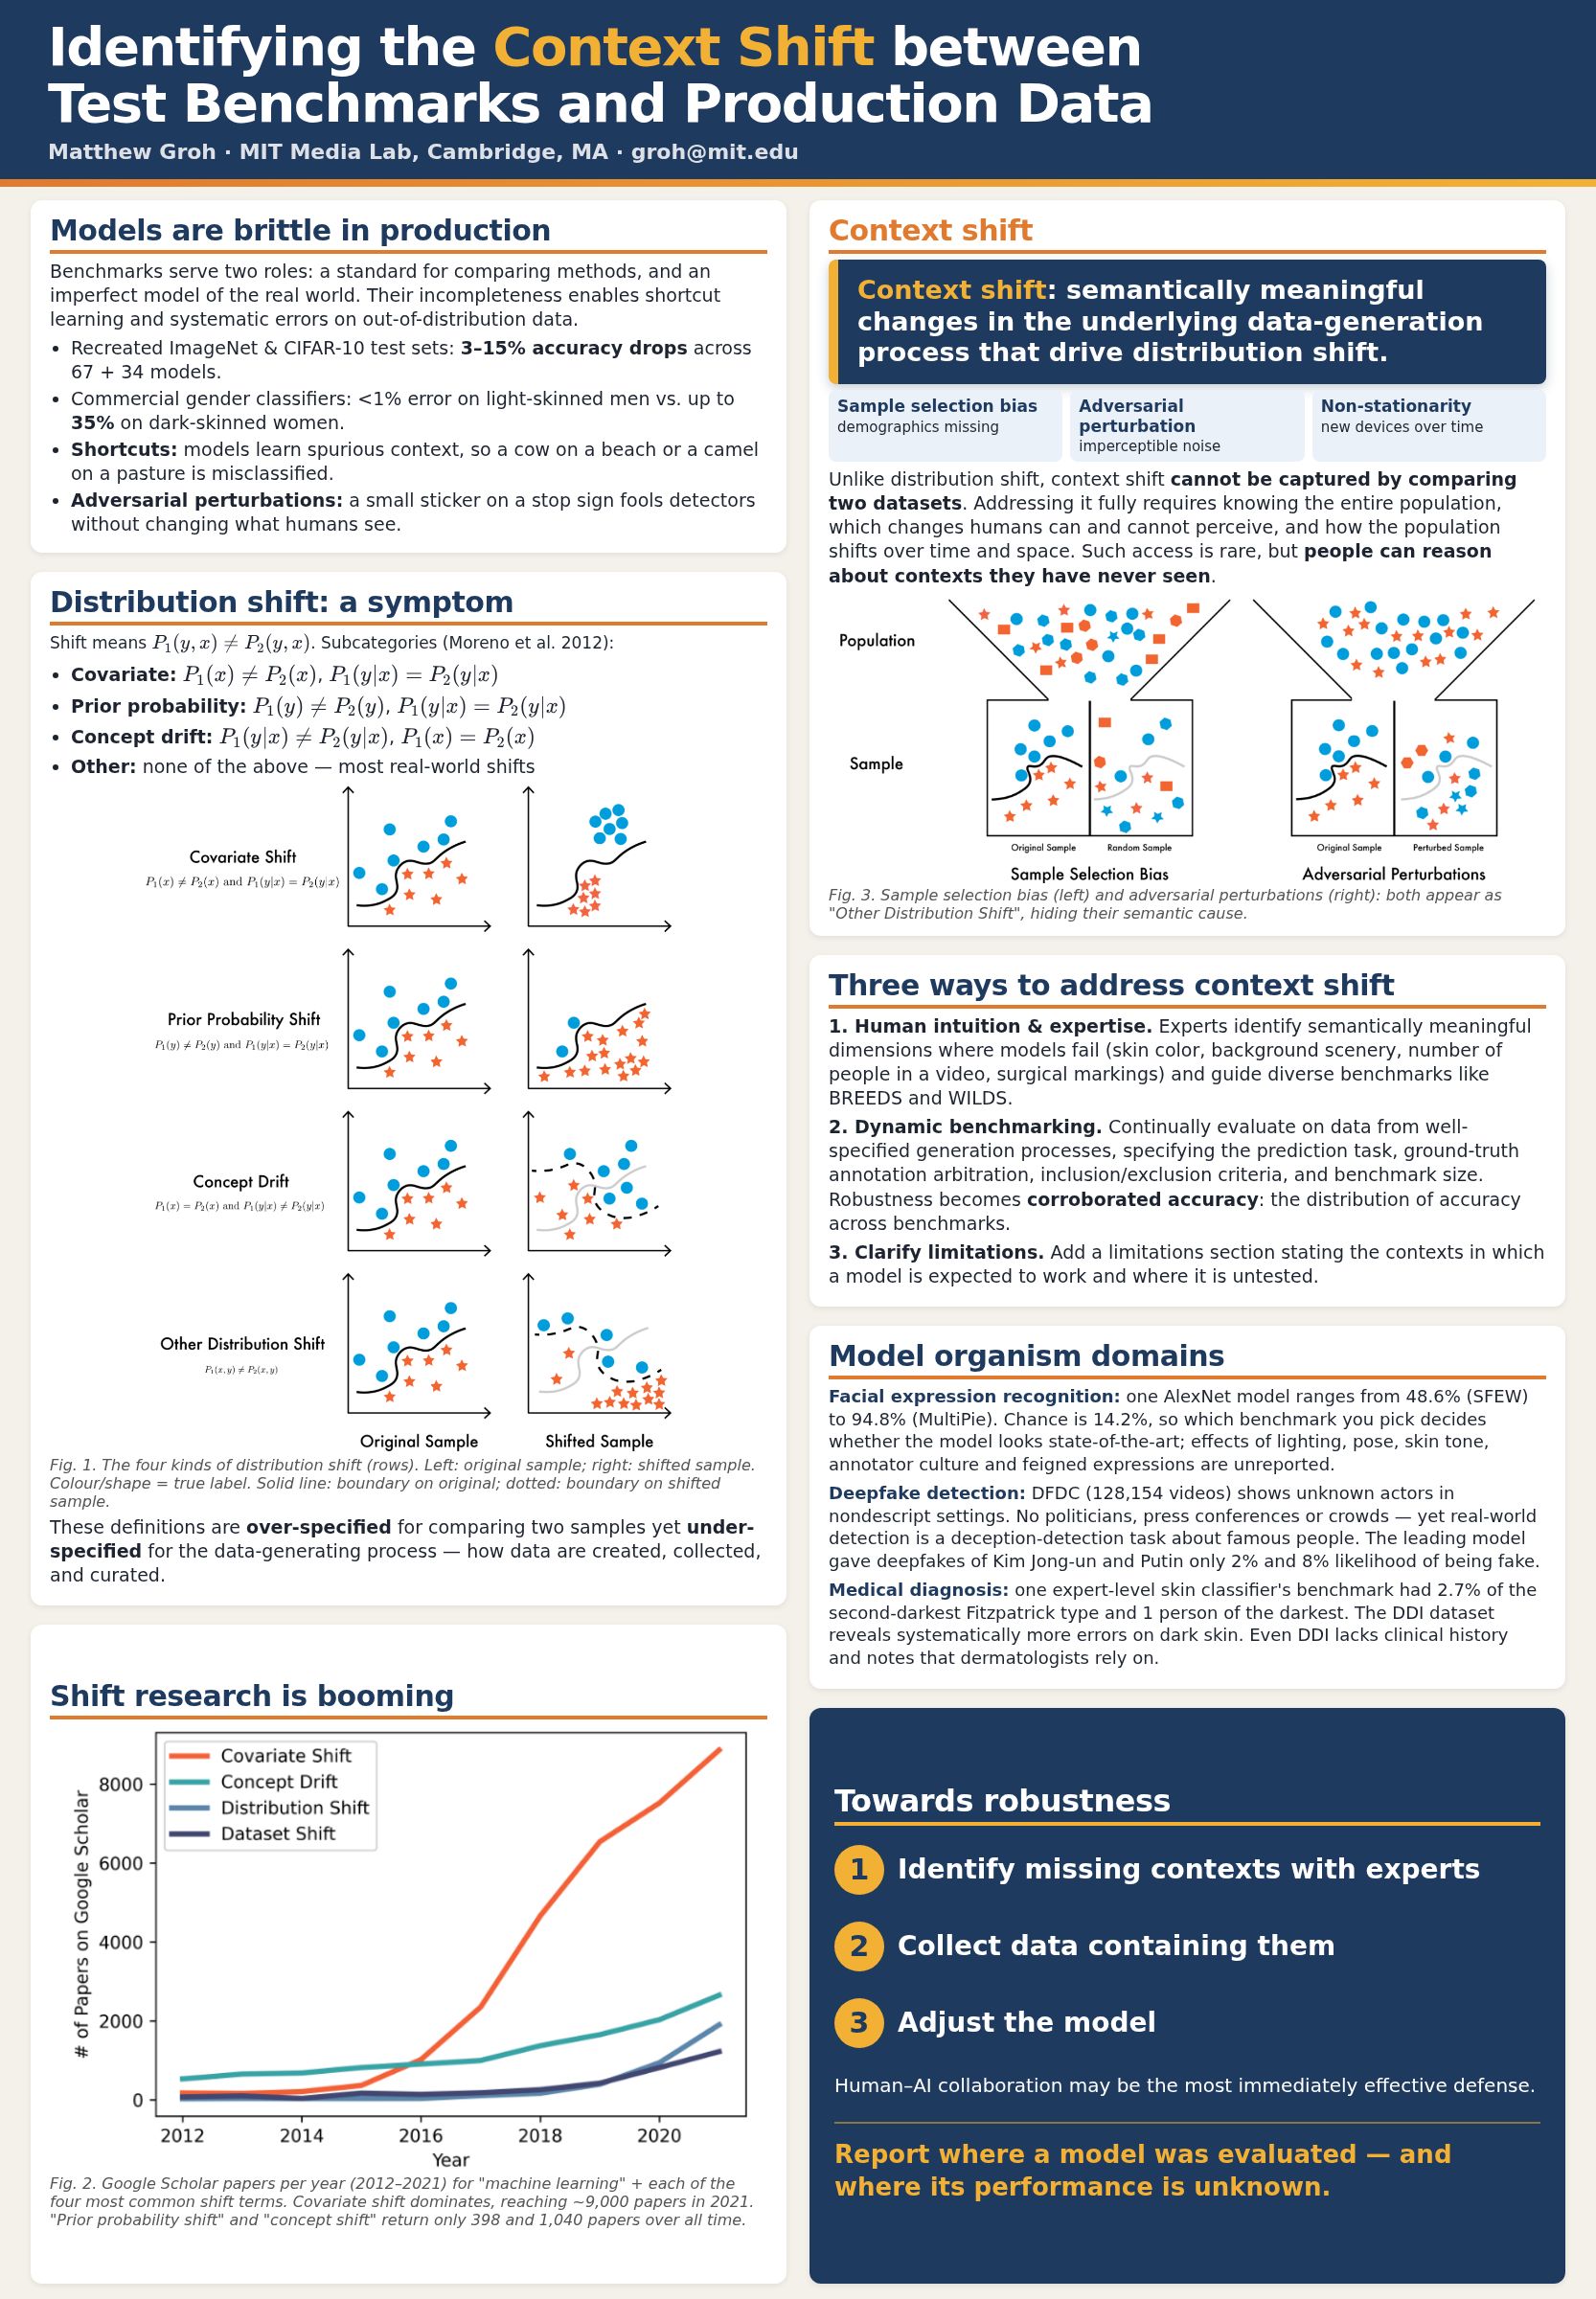 Identifying the Context Shift between
Test Benchmarks and Production Data
Matthew Groh · MIT Media Lab, Cambridge, MA · groh@mit.edu
Models are brittle in production
Benchmarks serve two roles: a standard for comparing methods, and an
imperfect model of the real world. Their incompleteness enables shortcut
learning and systematic errors on out-of-distribution data.
• Recreated ImageNet & CIFAR-10 test sets: 3–15% accuracy drops across
67 + 34 models.
• Commercial gender classifiers: <1% error on light-skinned men vs. up to
35% on dark-skinned women.
• Shortcuts: models learn spurious context, so a cow on a beach or a camel
on a pasture is misclassified.
• Adversarial perturbations: a small sticker on a stop sign fools detectors
without changing what humans see.
Distribution shift: a symptom
Shift means P₁(y, x) ≠ P₂(y, x). Subcategories (Moreno et al. 2012):
• Covariate: P₁(x) ≠ P₂(x), P₁(y|x) = P₂(y|x)
• Prior probability: P₁(y) ≠ P₂(y), P₁(y|x) = P₂(y|x)
• Concept drift: P₁(y|x) ≠ P₂(y|x), P₁(x) = P₂(x)
• Other: none of the above — most real-world shifts
Covariate Shift
P₁(x) ≠ P₂(x) and P₁(y|x) = P₂(y|x)
Prior Probability Shift
P₁(y) ≠ P₂(y) and P₁(y|x) = P₂(y|x)
Concept Drift
P₁(x) = P₂(x) and P₁(y|x) ≠ P₂(y|x)
Other Distribution Shift
P₁(x, y) ≠ P₂(x, y)
Original Sample Shifted Sample
Fig. 1. The four kinds of distribution shift (rows). Left: original sample; right: shifted sample.
Colour/shape = true label. Solid line: boundary on original; dotted: boundary on shifted
sample.
These definitions are over-specified for comparing two samples yet under-
specified for the data-generating process — how data are created, collected,
and curated.
Shift research is booming
Covariate Shift
Concept Drift
Distribution Shift
Dataset Shift
# of Papers on Google Scholar
8000
6000
4000
2000
0
2012 2014 2016 2018 2020
Year
Fig. 2. Google Scholar papers per year (2012–2021) for "machine learning" + each of the
four most common shift terms. Covariate shift dominates, reaching ~9,000 papers in 2021.
"Prior probability shift" and "concept shift" return only 398 and 1,040 papers over all time.
Context shift
Context shift: semantically meaningful
changes in the underlying data-generation
process that drive distribution shift.
Sample selection bias
demographics missing
Adversarial
perturbation
imperceptible noise
Non-stationarity
new devices over time
Unlike distribution shift, context shift cannot be captured by comparing
two datasets. Addressing it fully requires knowing the entire population,
which changes humans can and cannot perceive, and how the population
shifts over time and space. Such access is rare, but people can reason
about contexts they have never seen.
Population
Sample
Original Sample Random Sample Original Sample Perturbed Sample
Sample Selection Bias Adversarial Perturbations
Fig. 3. Sample selection bias (left) and adversarial perturbations (right): both appear as
"Other Distribution Shift", hiding their semantic cause.
Three ways to address context shift
1. Human intuition & expertise. Experts identify semantically meaningful
dimensions where models fail (skin color, background scenery, number of
people in a video, surgical markings) and guide diverse benchmarks like
BREEDS and WILDS.
2. Dynamic benchmarking. Continually evaluate on data from well-
specified generation processes, specifying the prediction task, ground-truth
annotation arbitration, inclusion/exclusion criteria, and benchmark size.
Robustness becomes corroborated accuracy: the distribution of accuracy
across benchmarks.
3. Clarify limitations. Add a limitations section stating the contexts in which
a model is expected to work and where it is untested.
Model organism domains
Facial expression recognition: one AlexNet model ranges from 48.6% (SFEW)
to 94.8% (MultiPie). Chance is 14.2%, so which benchmark you pick decides
whether the model looks state-of-the-art; effects of lighting, pose, skin tone,
annotator culture and feigned expressions are unreported.
Deepfake detection: DFDC (128,154 videos) shows unknown actors in
nondescript settings. No politicians, press conferences or crowds — yet real-world
detection is a deception-detection task about famous people. The leading model
gave deepfakes of Kim Jong-un and Putin only 2% and 8% likelihood of being fake.
Medical diagnosis: one expert-level skin classifier's benchmark had 2.7% of the
second-darkest Fitzpatrick type and 1 person of the darkest. The DDI dataset
reveals systematically more errors on dark skin. Even DDI lacks clinical history
and notes that dermatologists rely on.
Towards robustness
1 Identify missing contexts with experts
2 Collect data containing them
3 Adjust the model
Human–AI collaboration may be the most immediately effective defense.
Report where a model was evaluated — and
where its performance is unknown.